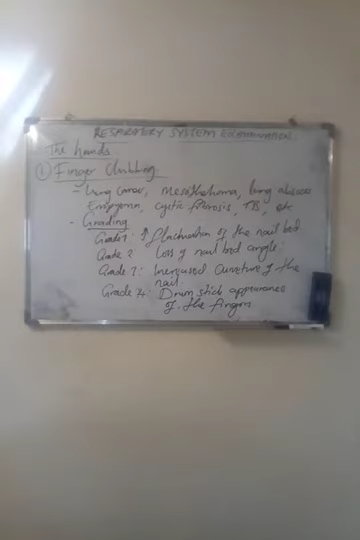 RESPIRATORY SYSTEM EXAMINATION
The hands
① Finger Clubbing
- Lung cancer, Mesothelioma, lung abscess
Empyema, cystic fibrosis, TB, etc
- Grading
Grade 1: ↑ Fluctuation of the nail bed.
Grade 2: Loss of nail bed angle.
Grade 3: Increased Curvature of the
nail.
Grade 4: Drum stick appearance
of the fingers